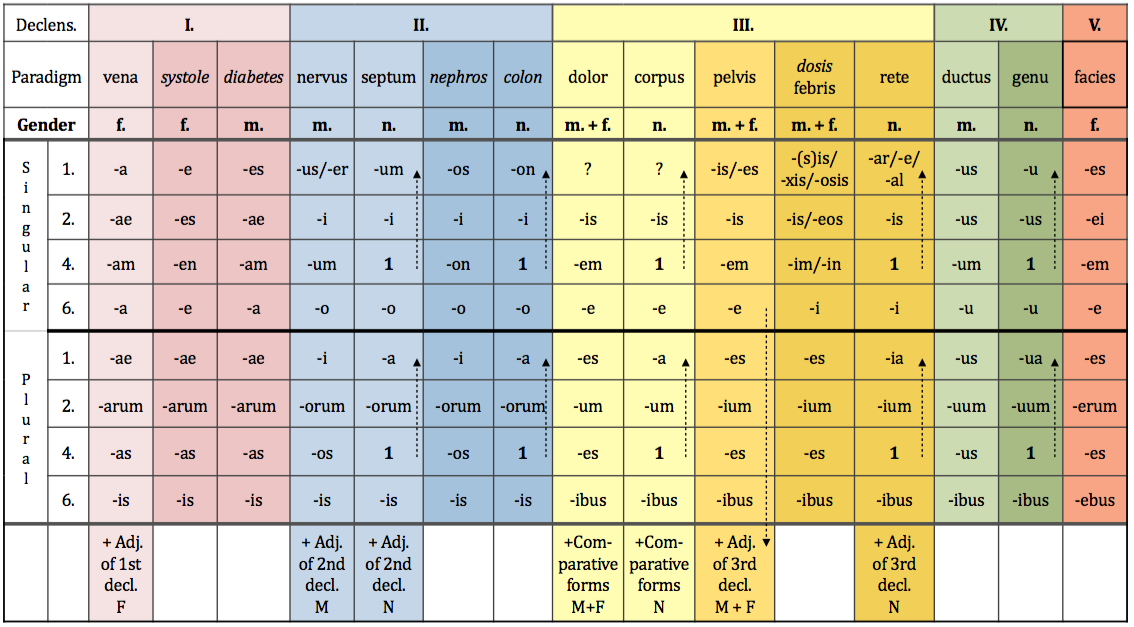 Declens. I. II. III. IV. V.
Paradigm vena systole diabetes nervus septum nephros colon dolor corpus pelvis dosis febris rete ductus genu facies
Gender f. f. m. m. n. m. n. m. + f. n. m. + f. m. + f. n. m. n. f.
Singular
1. -a -e -es -us/-er -um -os -on ? ? -is/-es -(s)is/-xis/-osis -ar/-e/-al -us -u -es
2. -ae -es -ae -i -i -i -i -is -is -is -is/-eos -is -us -us -ei
4. -am -en -am -um 1 -on 1 -em 1 -em -im/-in 1 -um 1 -em
6. -a -e -a -o -o -o -o -e -e -e -i -i -u -u -e
Plural
1. -ae -ae -ae -i -a -i -a -es -a -es -es -ia -us -ua -es
2. -arum -arum -arum -orum -orum -orum -orum -um -um -ium -ium -ium -uum -uum -erum
4. -as -as -as -os 1 -os 1 -es 1 -es -es 1 -us 1 -es
6. -is -is -is -is -is -is -is -ibus -ibus -ibus -ibus -ibus -ibus -ibus -ebus
+ Adj. + Adj. + Adj. +Com- +Com- + Adj. + Adj.
of 1st of 2nd of 2nd parative parative of 3rd of 3rd
decl. decl. decl. forms forms decl. decl.
F M N M+F N M + F N